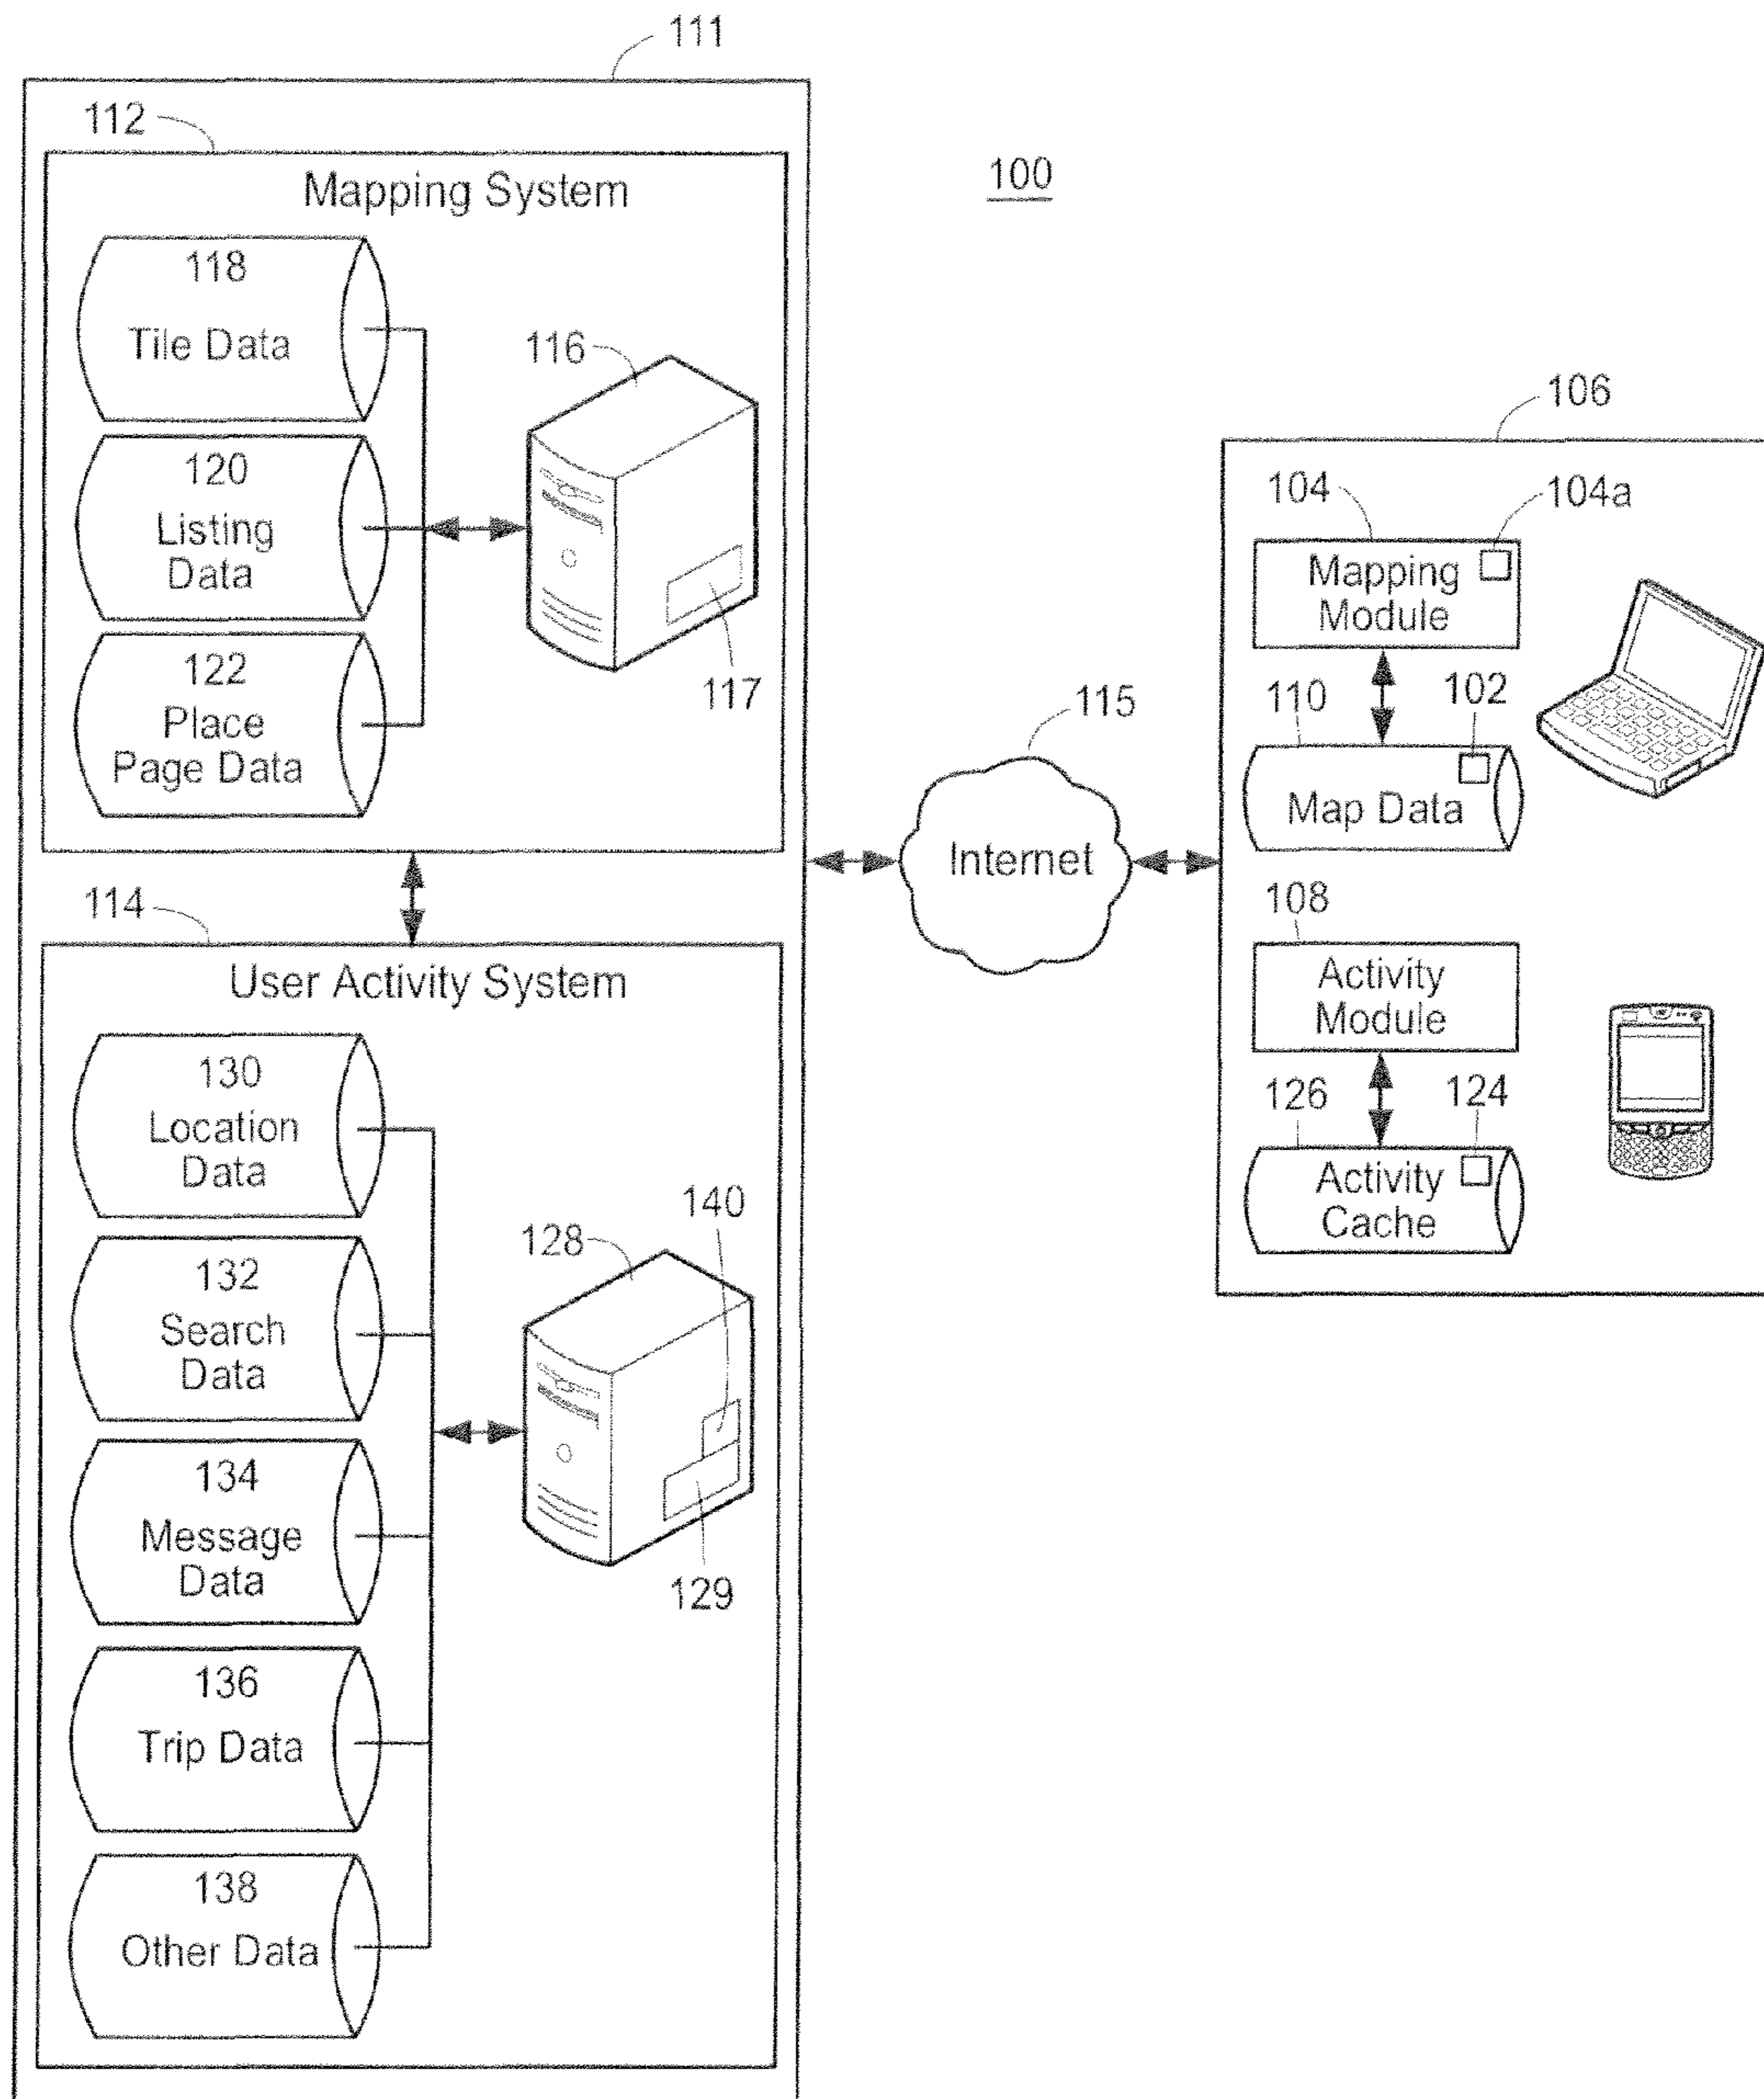 111
112
Mapping System
100
118
Tile Data
116
120
Listing
Data
122
Place
Page Data
117
106
104
104a
Mapping
Module
110
102
Map Data
115
Internet
108
Activity
Module
126
124
Activity
Cache
114
User Activity System
130
Location
Data
132
Search
Data
134
Message
Data
136
Trip Data
138
Other Data
128
140
129